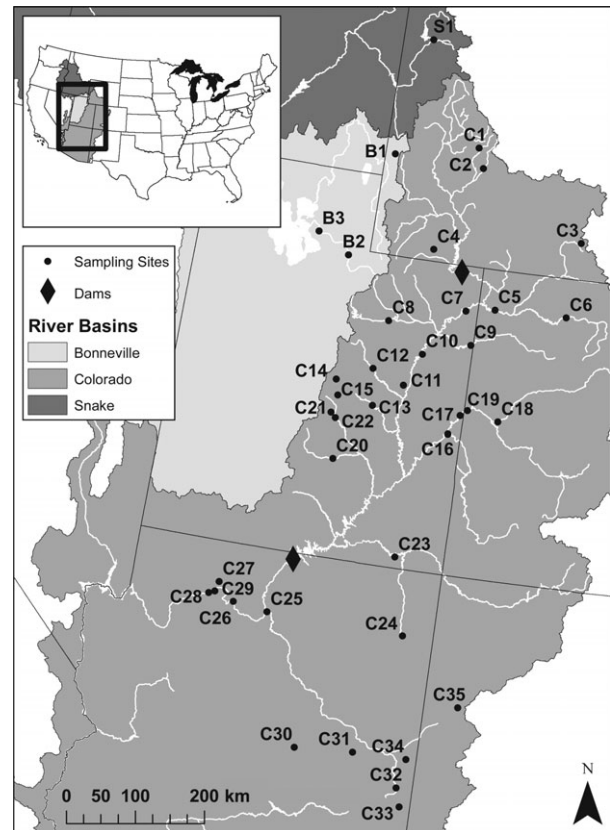 S1
C1
C2
B1
B3
B2
C3
C4
Sampling Sites
Dams
River Basins
Bonneville
Colorado
Snake
C7
C5
C6
C8
C10
C9
C12
C14
C11
C15
C13
C21
C22
C19
C17
C18
C16
C20
C23
C27
C28
C29
C26
C25
C24
C35
C30
C31
C34
C32
C33
0 50 100 200 km
N